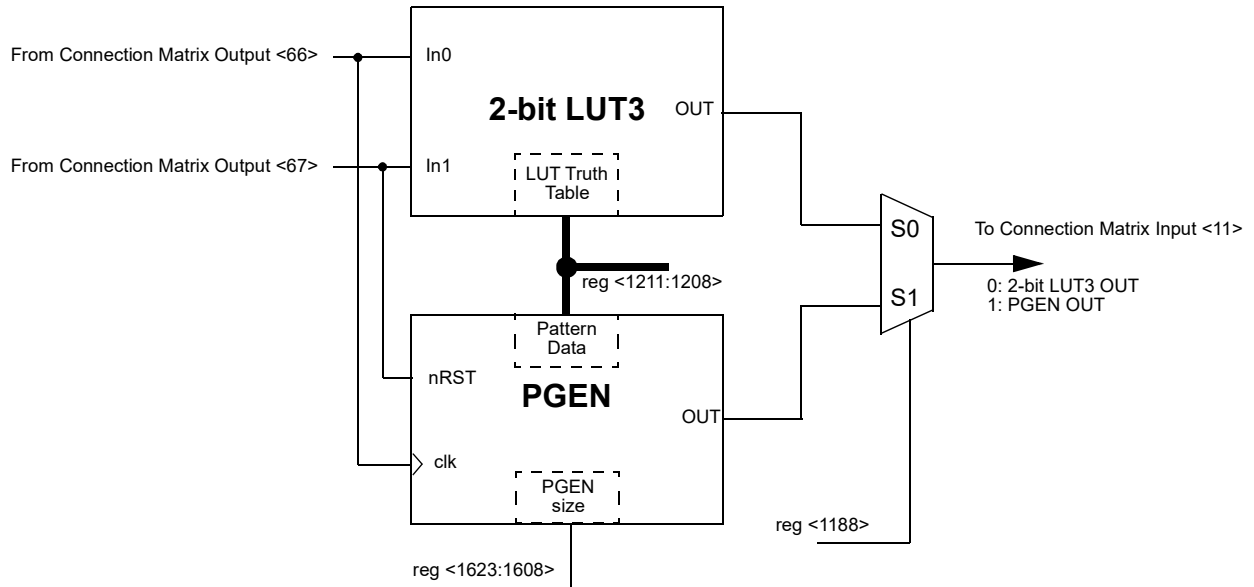 From Connection Matrix Output <66>
In0
2-bit LUT3
OUT
From Connection Matrix Output <67>
In1
LUT Truth
Table
S0
To Connection Matrix Input <11>
reg <1211:1208>
0: 2-bit LUT3 OUT
S1
1: PGEN OUT
Pattern
Data
nRST
PGEN
OUT
clk
PGEN
size
reg <1188>
reg <1623:1608>